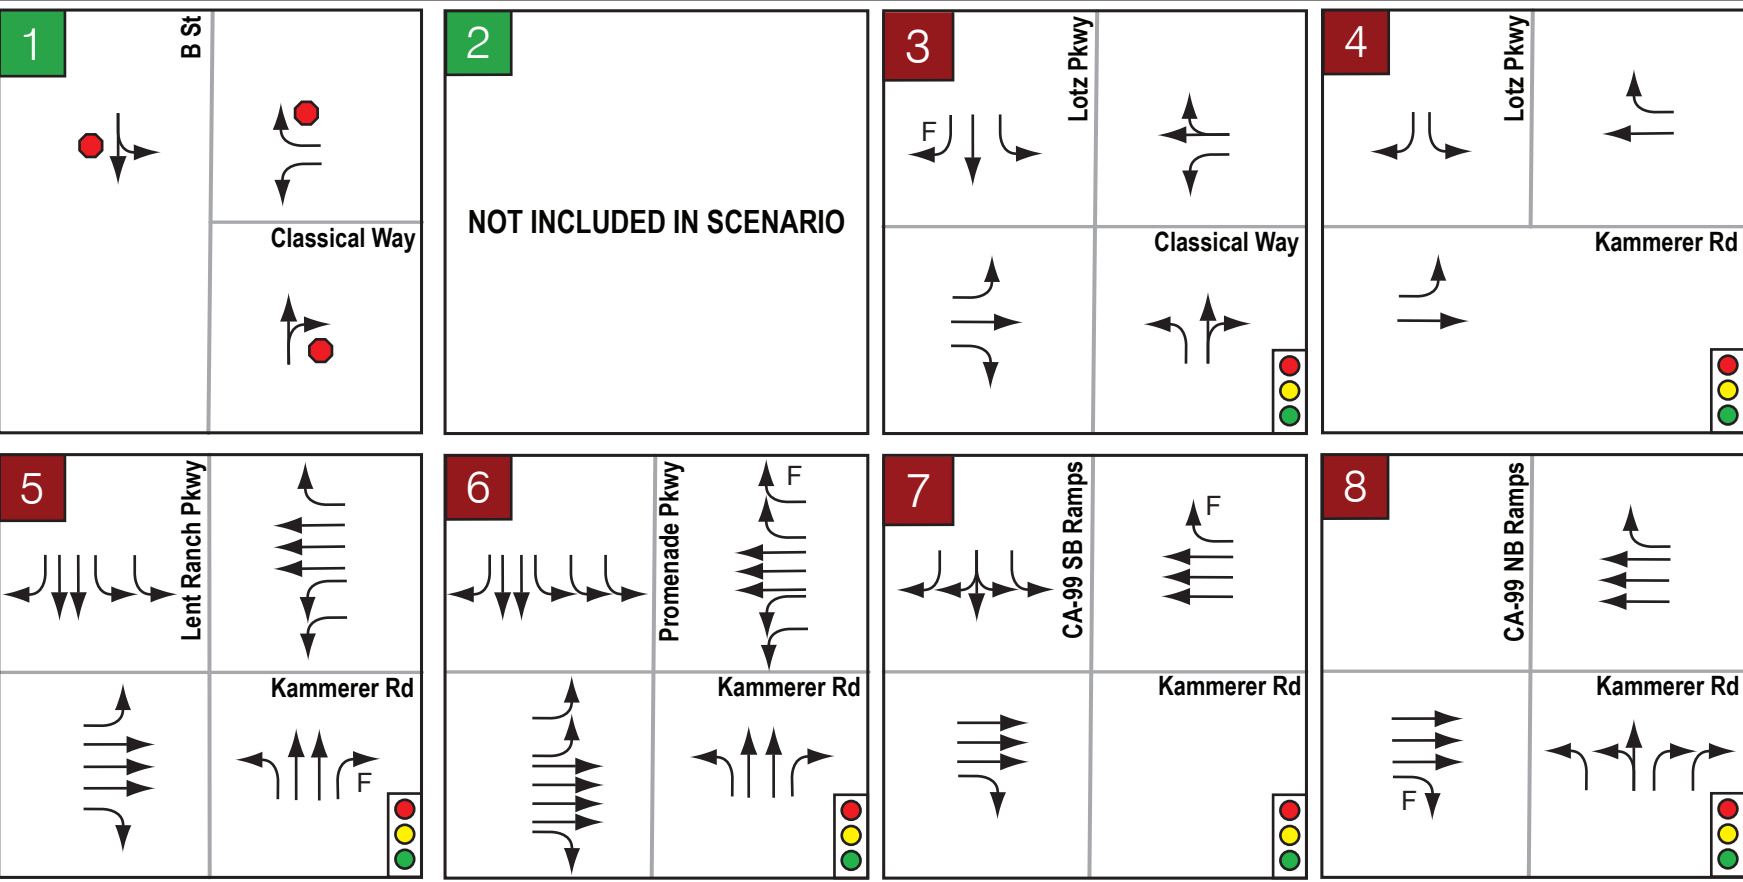 1
B St
Classical Way
2
NOT INCLUDED IN SCENARIO
3
Lotz Pkwy
F
Classical Way
4
Lotz Pkwy
Kammerer Rd
5
Lent Ranch Pkwy
Kammerer Rd
F
6
Promenade Pkwy
F
Kammerer Rd
7
CA-99 SB Ramps
F
Kammerer Rd
8
CA-99 NB Ramps
Kammerer Rd
F